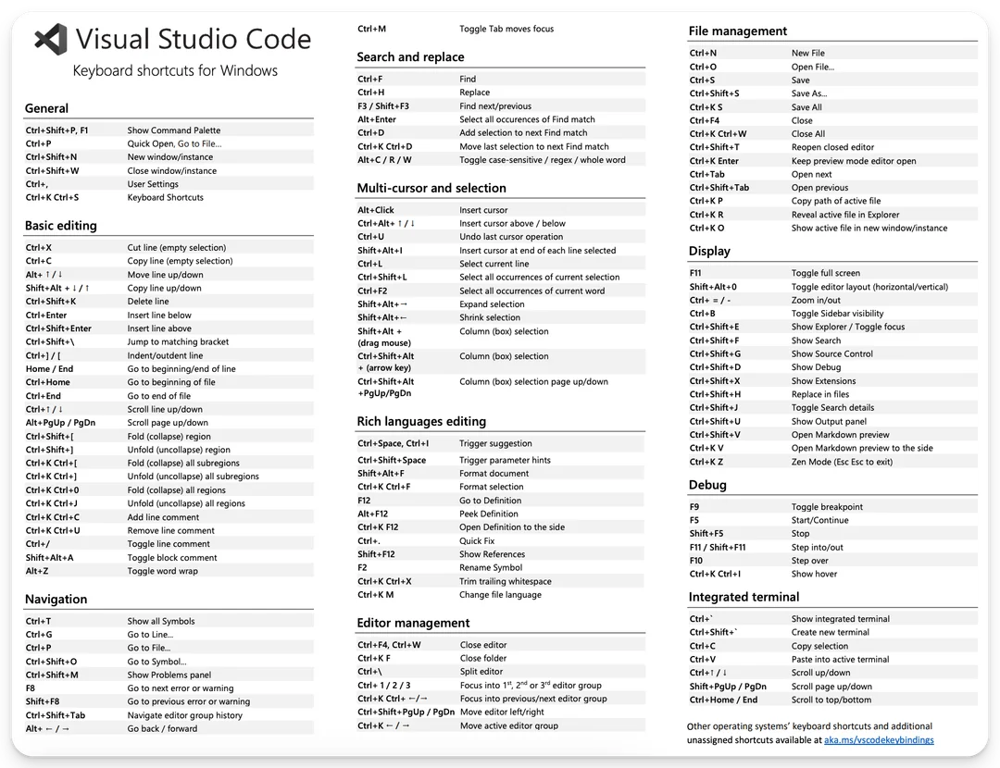 Visual Studio Code
Keyboard shortcuts for Windows
General
Ctrl+Shift+P, F1 Show Command Palette
Ctrl+P Quick Open, Go to File…
Ctrl+Shift+N New window/instance
Ctrl+Shift+W Close window/instance
Ctrl+, User Settings
Ctrl+K Ctrl+S Keyboard Shortcuts
Basic editing
Ctrl+X Cut line (empty selection)
Ctrl+C Copy line (empty selection)
Alt+ ↑ / ↓ Move line up/down
Shift+Alt + ↓ / ↑ Copy line up/down
Ctrl+Shift+K Delete line
Ctrl+Enter Insert line below
Ctrl+Shift+Enter Insert line above
Ctrl+Shift+\ Jump to matching bracket
Ctrl+] / [ Indent/outdent line
Home / End Go to beginning/end of line
Ctrl+Home Go to beginning of file
Ctrl+End Go to end of file
Ctrl+↑ / ↓ Scroll line up/down
Alt+PgUp / PgDn Scroll page up/down
Ctrl+Shift+[ Fold (collapse) region
Ctrl+Shift+] Unfold (uncollapse) region
Ctrl+K Ctrl+[ Fold (collapse) all subregions
Ctrl+K Ctrl+] Unfold (uncollapse) all subregions
Ctrl+K Ctrl+0 Fold (collapse) all regions
Ctrl+K Ctrl+J Unfold (uncollapse) all regions
Ctrl+K Ctrl+C Add line comment
Ctrl+K Ctrl+U Remove line comment
Ctrl+/ Toggle line comment
Shift+Alt+A Toggle block comment
Alt+Z Toggle word wrap
Navigation
Ctrl+T Show all Symbols
Ctrl+G Go to Line...
Ctrl+P Go to File...
Ctrl+Shift+O Go to Symbol...
Ctrl+Shift+M Show Problems panel
F8 Go to next error or warning
Shift+F8 Go to previous error or warning
Ctrl+Shift+Tab Navigate editor group history
Alt+ ← / → Go back / forward
Ctrl+M Toggle Tab moves focus
Search and replace
Ctrl+F Find
Ctrl+H Replace
F3 / Shift+F3 Find next/previous
Alt+Enter Select all occurences of Find match
Ctrl+D Add selection to next Find match
Ctrl+K Ctrl+D Move last selection to next Find match
Alt+C / R / W Toggle case-sensitive / regex / whole word
Multi-cursor and selection
Alt+Click Insert cursor
Ctrl+Alt+ ↑ / ↓ Insert cursor above / below
Ctrl+U Undo last cursor operation
Shift+Alt+I Insert cursor at end of each line selected
Ctrl+L Select current line
Ctrl+Shift+L Select all occurrences of current selection
Ctrl+F2 Select all occurrences of current word
Shift+Alt+→ Expand selection
Shift+Alt+← Shrink selection
Shift+Alt + Column (box) selection
(drag mouse)
Ctrl+Shift+Alt Column (box) selection
+ (arrow key)
Ctrl+Shift+Alt Column (box) selection page up/down
+PgUp/PgDn
Rich languages editing
Ctrl+Space, Ctrl+I Trigger suggestion
Ctrl+Shift+Space Trigger parameter hints
Shift+Alt+F Format document
Ctrl+K Ctrl+F Format selection
F12 Go to Definition
Alt+F12 Peek Definition
Ctrl+K F12 Open Definition to the side
Ctrl+. Quick Fix
Shift+F12 Show References
F2 Rename Symbol
Ctrl+K Ctrl+X Trim trailing whitespace
Ctrl+K M Change file language
Editor management
Ctrl+F4, Ctrl+W Close editor
Ctrl+K F Close folder
Ctrl+\ Split editor
Ctrl+ 1 / 2 / 3 Focus into 1st, 2nd or 3rd editor group
Ctrl+K Ctrl+ ←/→ Focus into previous/next editor group
Ctrl+Shift+PgUp / PgDn Move editor left/right
Ctrl+K ← / → Move active editor group
File management
Ctrl+N New File
Ctrl+O Open File...
Ctrl+S Save
Ctrl+Shift+S Save As...
Ctrl+K S Save All
Ctrl+F4 Close
Ctrl+K Ctrl+W Close All
Ctrl+Shift+T Reopen closed editor
Ctrl+K Enter Keep preview mode editor open
Ctrl+Tab Open next
Ctrl+Shift+Tab Open previous
Ctrl+K P Copy path of active file
Ctrl+K R Reveal active file in Explorer
Ctrl+K O Show active file in new window/instance
Display
F11 Toggle full screen
Shift+Alt+0 Toggle editor layout (horizontal/vertical)
Ctrl+ = / - Zoom in/out
Ctrl+B Toggle Sidebar visibility
Ctrl+Shift+E Show Explorer / Toggle focus
Ctrl+Shift+F Show Search
Ctrl+Shift+G Show Source Control
Ctrl+Shift+D Show Debug
Ctrl+Shift+X Show Extensions
Ctrl+Shift+H Replace in files
Ctrl+Shift+J Toggle Search details
Ctrl+Shift+U Show Output panel
Ctrl+Shift+V Open Markdown preview
Ctrl+K V Open Markdown preview to the side
Ctrl+K Z Zen Mode (Esc Esc to exit)
Debug
F9 Toggle breakpoint
F5 Start/Continue
Shift+F5 Stop
F11 / Shift+F11 Step into/out
F10 Step over
Ctrl+K Ctrl+I Show hover
Integrated terminal
Ctrl+` Show integrated terminal
Ctrl+Shift+` Create new terminal
Ctrl+C Copy selection
Ctrl+V Paste into active terminal
Ctrl+↑ / ↓ Scroll up/down
Shift+PgUp / PgDn Scroll page up/down
Ctrl+Home / End Scroll to top/bottom
Other operating systems' keyboard shortcuts and additional
unassigned shortcuts available at aka.ms/vscodekeybindings